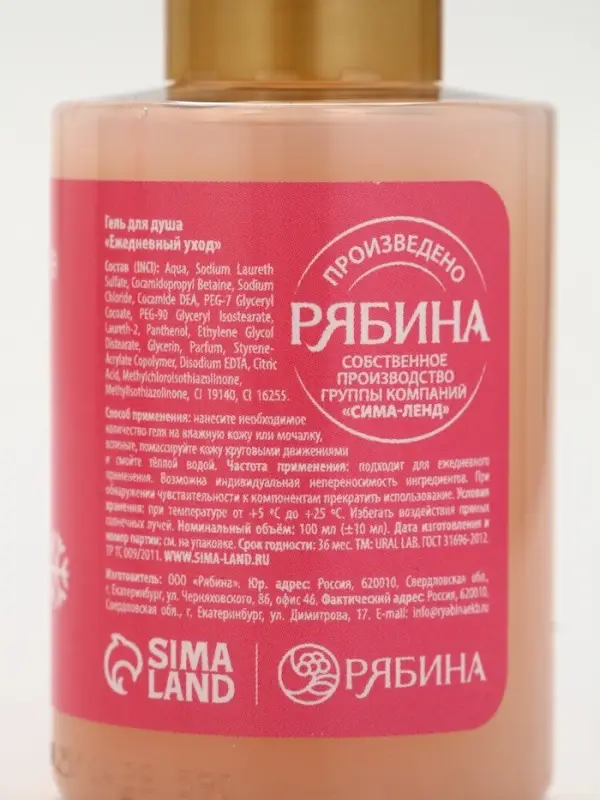 Гель для душа
«Ежедневный уход»
Состав (INCI): Aqua, Sodium Laureth
Sulfate, Cocamidopropyl Betaine, Sodium
Chloride, Cocamide DEA, PEG-7 Glyceryl
Cocoate, PEG-90 Glyceryl Isostearate,
Laureth-2, Panthenol, Ethylene Glycol
Distearate, Glycerin, Parfum, Styrene-
Acrylate Copolymer, Disodium EDTA, Citric
Acid, Methylchloroisothiazolinone,
Methylisothiazolinone, CI 19140, CI 16255.
ПРОИЗВЕДЕНО
РЯБИНА
СОБСТВЕННОЕ
ПРОИЗВОДСТВО
ГРУППЫ КОМПАНИЙ
«СИМА-ЛЕНД»
Способ применения: нанесите необходимое
количество геля на влажную кожу или мочалку,
вспеньте, помассируйте кожу круговыми движениями
и смойте тёплой водой. Частота применения: подходит для ежедневного
применения. Возможна индивидуальная непереносимость ингредиентов. При
обнаружении чувствительности к компонентам прекратить использование. Условия
хранения: при температуре от +5 °С до +25 °С. Избегать воздействия прямых
солнечных лучей. Номинальный объём: 100 мл (±10 мл). Дата изготовления и
номер партии: см. на упаковке. Срок годности: 36 мес. TM: URAL LAB. ГОСТ 31696-2012.
ТР ТС 009/2011. WWW.SIMA-LAND.RU
Изготовитель: ООО «Рябина». Юр. адрес: Россия, 620010, Свердловская обл.,
г. Екатеринбург, ул. Черняховского, 86, офис 46. Фактический адрес: Россия, 620010,
Свердловская обл., г. Екатеринбург, ул. Димитрова, 17. E-mail: info@ryabinaekb.ru
SIMA
LAND
РЯБИНА